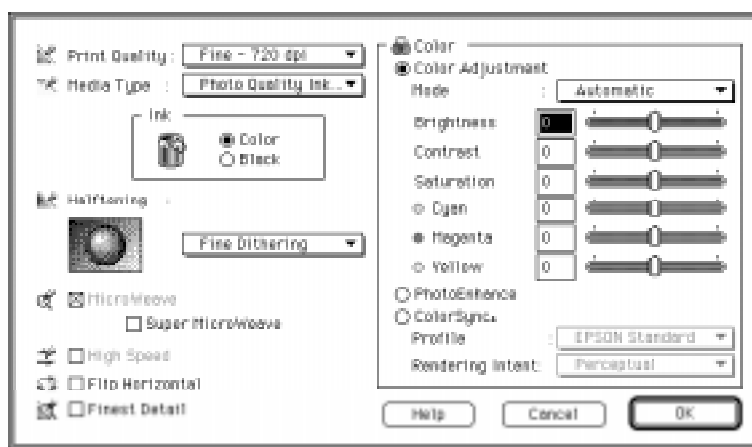 Print Quality : Fine - 720 dpi
Media Type : Photo Quality Ink...
Ink
Color
Black
Halftoning :
Fine Dithering
MicroWeave
Super MicroWeave
High Speed
Flip Horizontal
Finest Detail
Color
Color Adjustment
Mode : Automatic
Brightness 0
Contrast 0
Saturation 0
Cyan 0
Magenta 0
Yellow 0
PhotoEnhance
ColorSync
Profile : EPSON Standard
Rendering Intent: Perceptual
Help Cancel OK